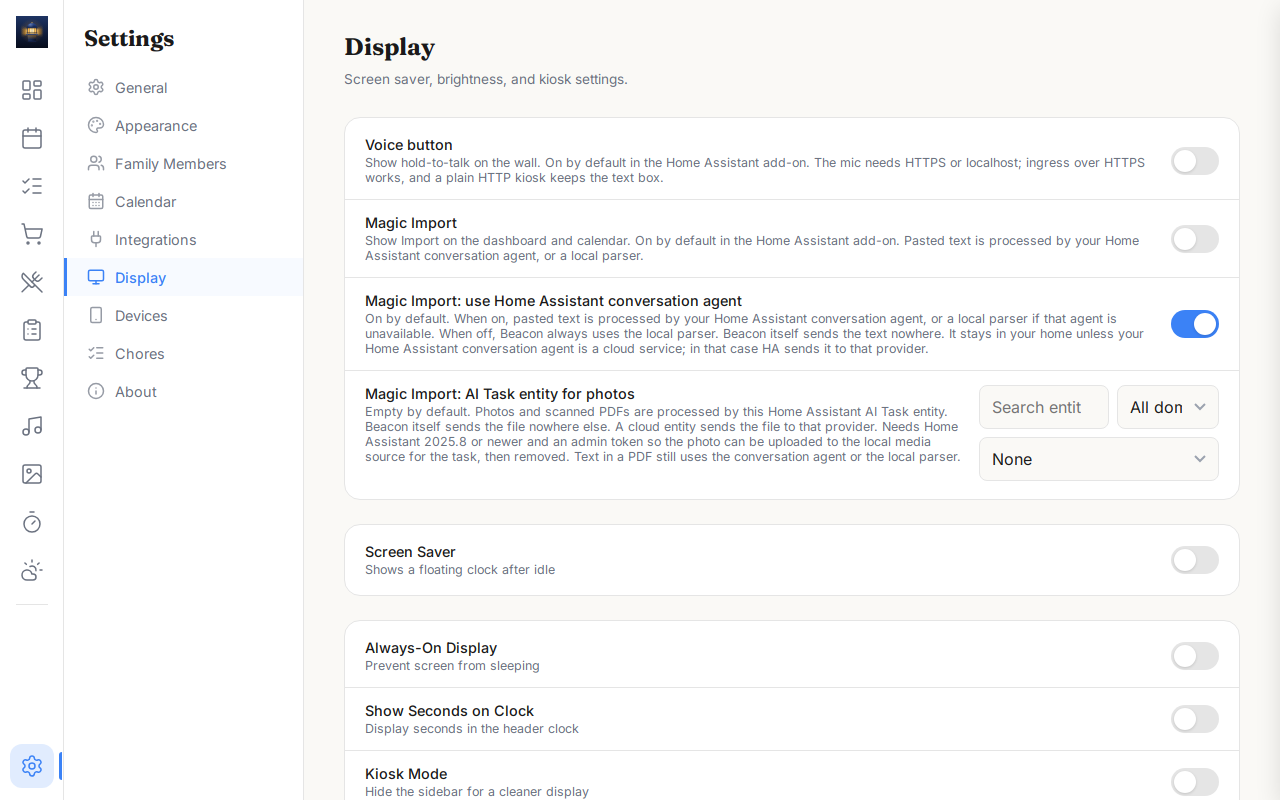 Settings
General
Appearance
Family Members
Calendar
Integrations
Display
Devices
Chores
About
Display
Screen saver, brightness, and kiosk settings.
Voice button
Show hold-to-talk on the wall. On by default in the Home Assistant add-on. The mic needs HTTPS or localhost; ingress over HTTPS
works, and a plain HTTP kiosk keeps the text box.
Magic Import
Show Import on the dashboard and calendar. On by default in the Home Assistant add-on. Pasted text is processed by your Home
Assistant conversation agent, or a local parser.
Magic Import: use Home Assistant conversation agent
On by default. When on, pasted text is processed by your Home Assistant conversation agent, or a local parser if that agent is
unavailable. When off, Beacon always uses the local parser. Beacon itself sends the text nowhere. It stays in your home unless your
Home Assistant conversation agent is a cloud service; in that case HA sends it to that provider.
Magic Import: AI Task entity for photos
Empty by default. Photos and scanned PDFs are processed by this Home Assistant AI Task entity.
Beacon itself sends the file nowhere else. A cloud entity sends the file to that provider. Needs Home
Assistant 2025.8 or newer and an admin token so the photo can be uploaded to the local media
source for the task, then removed. Text in a PDF still uses the conversation agent or the local parser.
Search entit
All don
None
Screen Saver
Shows a floating clock after idle
Always-On Display
Prevent screen from sleeping
Show Seconds on Clock
Display seconds in the header clock
Kiosk Mode
Hide the sidebar for a cleaner display